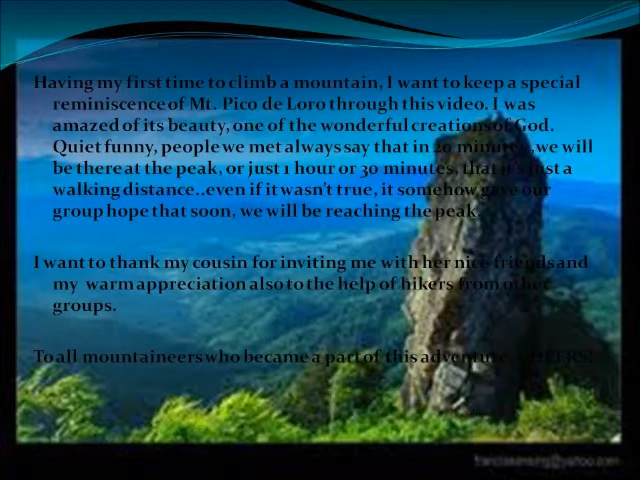 Having my first time to climb a mountain, I want to keep a special
reminiscence of Mt. Pico de Loro through this video. I was
amazed of its beauty, one of the wonderful creations of God.
Quiet funny, people we met always say that in 20 minutes ,we will
be there at the peak, or just 1 hour or 30 minutes, that it's just a
walking distance..even if it wasn't true, it somehow gave our
group hope that soon, we will be reaching the peak.
I want to thank my cousin for inviting me with her nice friends and
my warm appreciation also to the help of hikers from other
groups.
To all mountaineers who became a part of this adventure